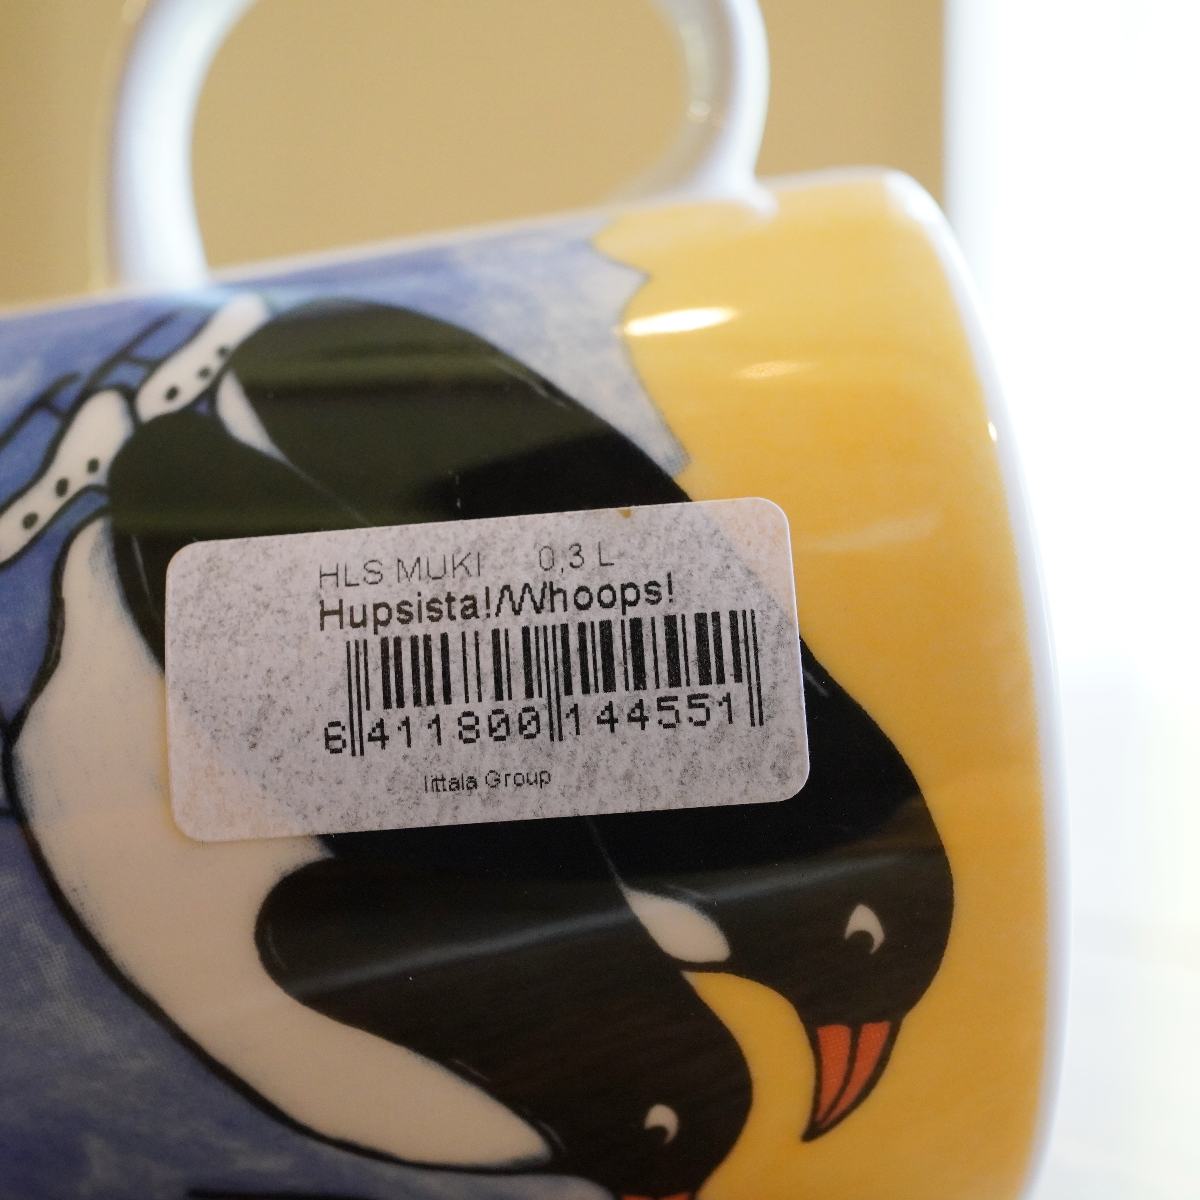 HLS MUKI 0,3 L
Hupsista!/Whoops!
6 411800 144551
Iittala Group